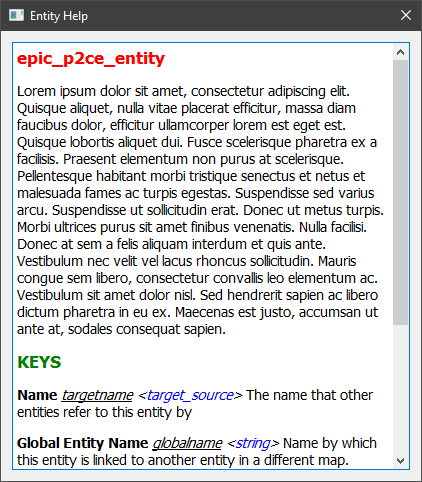 Entity Help
epic_p2ce_entity
Lorem ipsum dolor sit amet, consectetur adipiscing elit.
Quisque aliquet, nulla vitae placerat efficitur, massa diam
faucibus dolor, efficitur ullamcorper lorem est eget est.
Quisque lobortis aliquet dui. Fusce scelerisque pharetra ex a
facilisis. Praesent elementum non purus at scelerisque.
Pellentesque habitant morbi tristique senectus et netus et
malesuada fames ac turpis egestas. Suspendisse sed varius
arcu. Suspendisse ut sollicitudin erat. Donec ut metus turpis.
Morbi ultrices purus sit amet finibus venenatis. Nulla facilisi.
Donec at sem a felis aliquam interdum et quis ante.
Vestibulum nec velit vel lacus rhoncus sollicitudin. Mauris
congue sem libero, consectetur convallis leo elementum ac.
Vestibulum sit amet dolor nisl. Sed hendrerit sapien ac libero
dictum pharetra in eu ex. Maecenas est justo, accumsan ut
ante at, sodales consequat sapien.
KEYS
Name targetname <target_source> The name that other
entities refer to this entity by
Global Entity Name globalname <string> Name by which
this entity is linked to another entity in a different map.